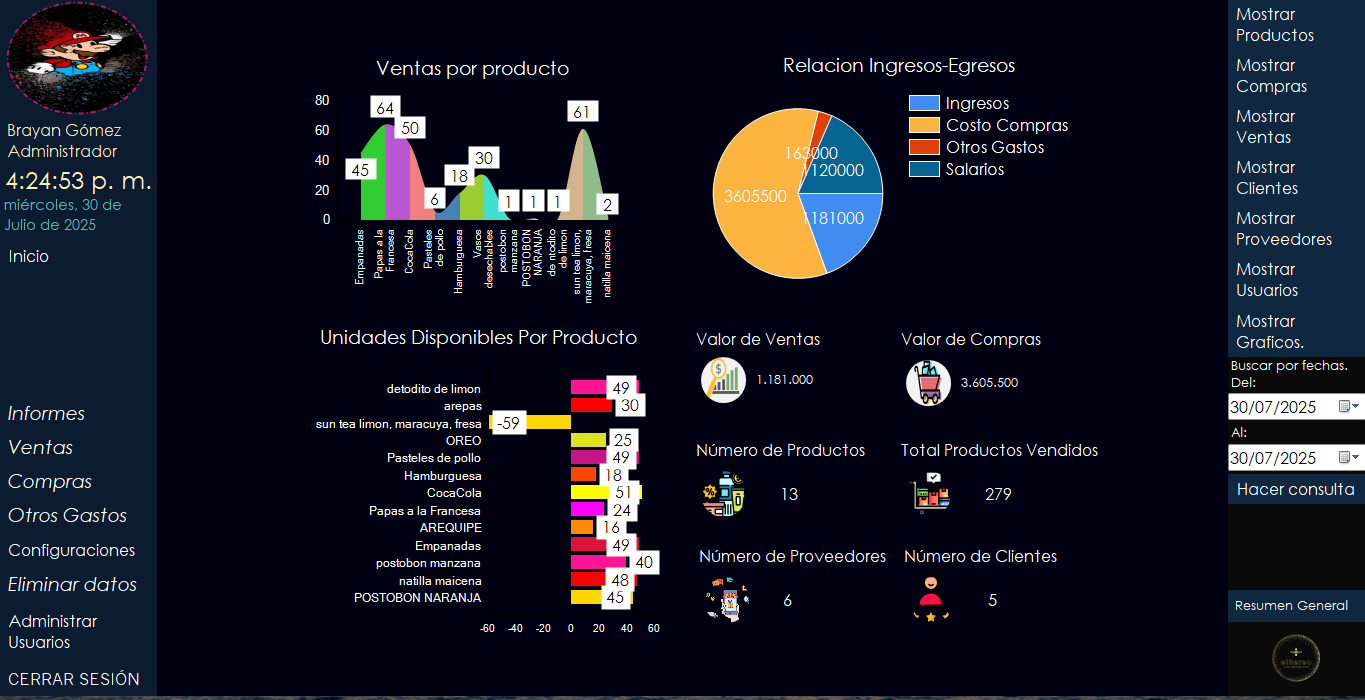 Brayan Gómez
Administrador
4:24:53 p. m.
miércoles, 30 de
Julio de 2025
Inicio
Informes
Ventas
Compras
Otros Gastos
Configuraciones
Eliminar datos
Administrar
Usuarios
CERRAR SESIÓN
Ventas por producto
80
60
40
20
0
45
64
50
6
18
30
1
1
1
61
2
Empanadas
Papas a la
Francesa
CocaCola
Pasteles
de pollo
Hamburguesa
Vasos
desechables
postobon
manzana
POSTOBON
NARANJA
de ntodito
de limon
sun tea limon,
maracuya, fresa
natilla maicena
Relacion Ingresos-Egresos
Ingresos
Costo Compras
Otros Gastos
Salarios
163000
1120000
3605500
1181000
Unidades Disponibles Por Producto
detodito de limon 49
arepas 30
sun tea limon, maracuya, fresa -59
OREO 25
Pasteles de pollo 49
Hamburguesa 18
CocaCola 51
Papas a la Francesa 24
AREQUIPE 16
Empanadas 49
postobon manzana 40
natilla maicena 48
POSTOBON NARANJA 45
-60 -40 -20 0 20 40 60
Valor de Ventas
1.181.000
Valor de Compras
3.605.500
Número de Productos
13
Total Productos Vendidos
279
Número de Proveedores
6
Número de Clientes
5
Mostrar
Productos
Mostrar
Compras
Mostrar
Ventas
Mostrar
Clientes
Mostrar
Proveedores
Mostrar
Usuarios
Mostrar
Graficos.
Buscar por fechas.
Del:
30/07/2025
Al:
30/07/2025
Hacer consulta
Resumen General